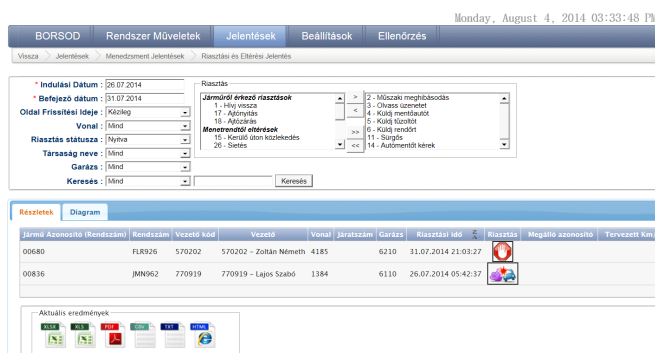 Monday, August 4, 2014 03:33:48 PM
BORSOD Rendszer Műveletek Jelentések Beállítások Ellenőrzés
Vissza Jelentések Menedzsment Jelentések Riasztási és Eltérési Jelentés
* Indulási Dátum : 26.07.2014
* Befejező dátum : 31.07.2014
Oldal Frissítési Ideje : Kézileg
Vonal : Mind
Riasztás státusza : Nyitva
Társaság neve : Mind
Garázs : Mind
Keresés : Mind Keresés
Riasztás
Járműről érkező riasztások
1 - Hívj vissza
17 - Ajtónyitás
18 - Ajtózárás
Menetrendtől eltérések
15 - Kerülő úton közlekedés
26 - Sietés
>
<
>>
<<
2 - Műszaki meghibásodás
3 - Olvass üzenetet
4 - Küldj mentőautót
5 - Küldj tűzoltót
6 - Küldj rendőrt
11 - Sürgős
14 - Autómentőt kérek
Részletek Diagram
Jármű Azonosító (Rendszám) Rendszám Vezető kód Vezető Vonal Járatszám Garázs Riasztási idő Riasztás Megálló azonosító Tervezett Km/
00680 FLR926 570202 570202 - Zoltán Németh 4185 6210 31.07.2014 21:03:27
00836 JMN962 770919 770919 - Lajos Szabó 1384 6110 26.07.2014 05:42:37
Aktuális eredmények
XLSX XLS PDF CSV TXT HTML